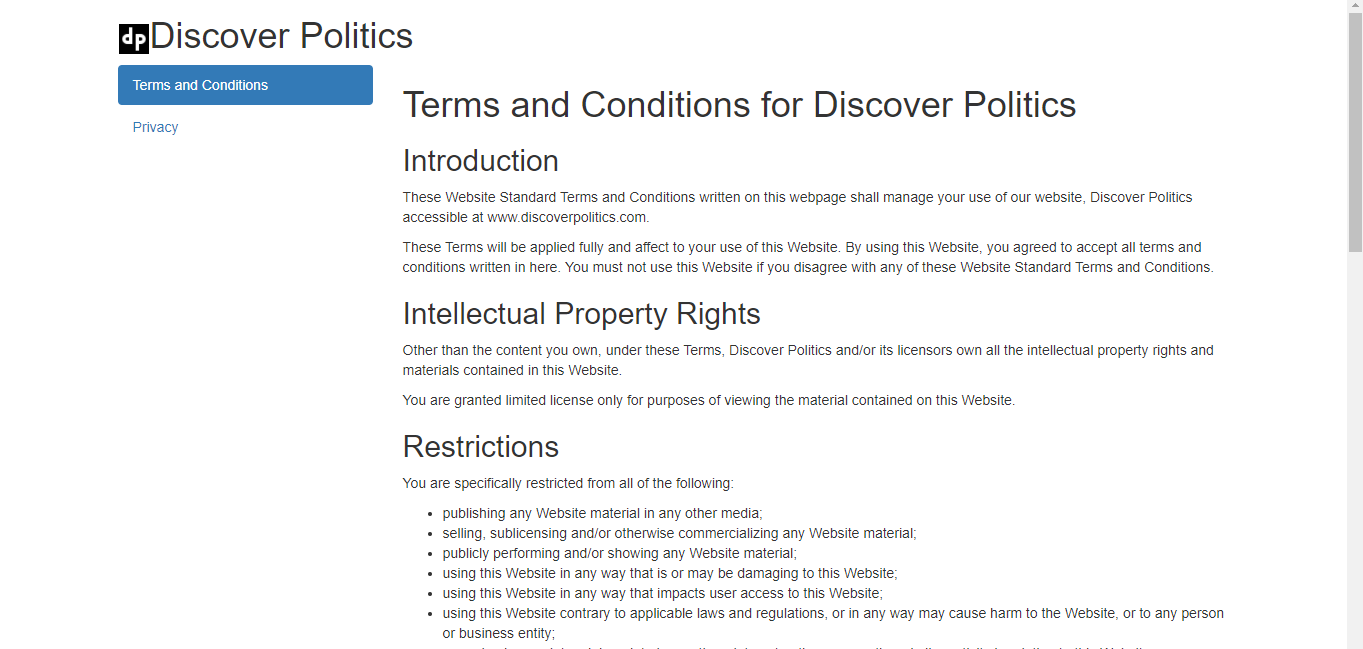 dp Discover Politics
Terms and Conditions
Privacy
Terms and Conditions for Discover Politics
Introduction
These Website Standard Terms and Conditions written on this webpage shall manage your use of our website, Discover Politics
accessible at www.discoverpolitics.com.
These Terms will be applied fully and affect to your use of this Website. By using this Website, you agreed to accept all terms and
conditions written in here. You must not use this Website if you disagree with any of these Website Standard Terms and Conditions.
Intellectual Property Rights
Other than the content you own, under these Terms, Discover Politics and/or its licensors own all the intellectual property rights and
materials contained in this Website.
You are granted limited license only for purposes of viewing the material contained on this Website.
Restrictions
You are specifically restricted from all of the following:
• publishing any Website material in any other media;
• selling, sublicensing and/or otherwise commercializing any Website material;
• publicly performing and/or showing any Website material;
• using this Website in any way that is or may be damaging to this Website;
• using this Website in any way that impacts user access to this Website;
• using this Website contrary to applicable laws and regulations, or in any way may cause harm to the Website, or to any person
or business entity;